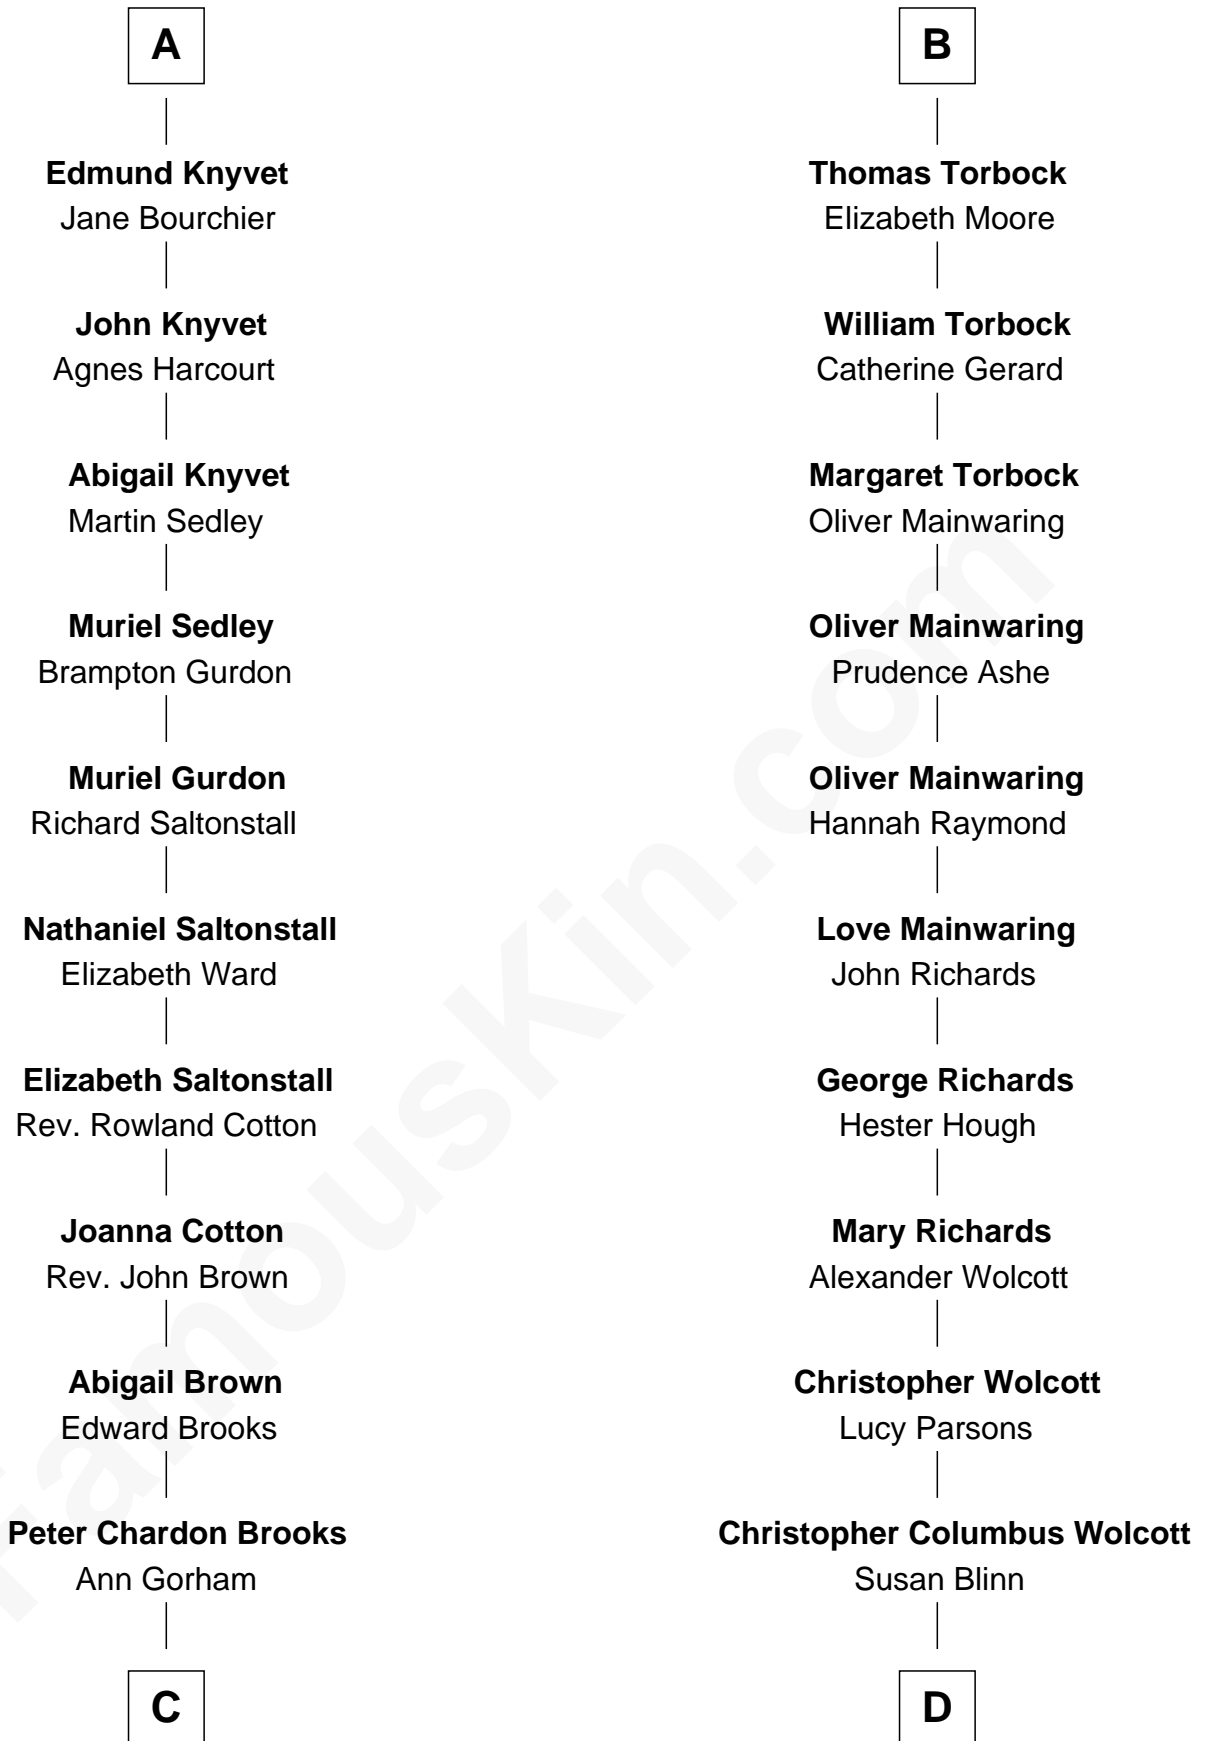 A
Edmund Knyvet
Jane Bourchier
John Knyvet
Agnes Harcourt
Abigail Knyvet
Martin Sedley
Muriel Sedley
Brampton Gurdon
Muriel Gurdon
Richard Saltonstall
Nathaniel Saltonstall
Elizabeth Ward
Elizabeth Saltonstall
Rev. Rowland Cotton
Joanna Cotton
Rev. John Brown
Abigail Brown
Edward Brooks
Peter Chardon Brooks
Ann Gorham
C
B
Thomas Torbock
Elizabeth Moore
William Torbock
Catherine Gerard
Margaret Torbock
Oliver Mainwaring
Oliver Mainwaring
Prudence Ashe
Oliver Mainwaring
Hannah Raymond
Love Mainwaring
John Richards
George Richards
Hester Hough
Mary Richards
Alexander Wolcott
Christopher Wolcott
Lucy Parsons
Christopher Columbus Wolcott
Susan Blinn
D
FamousKin.com